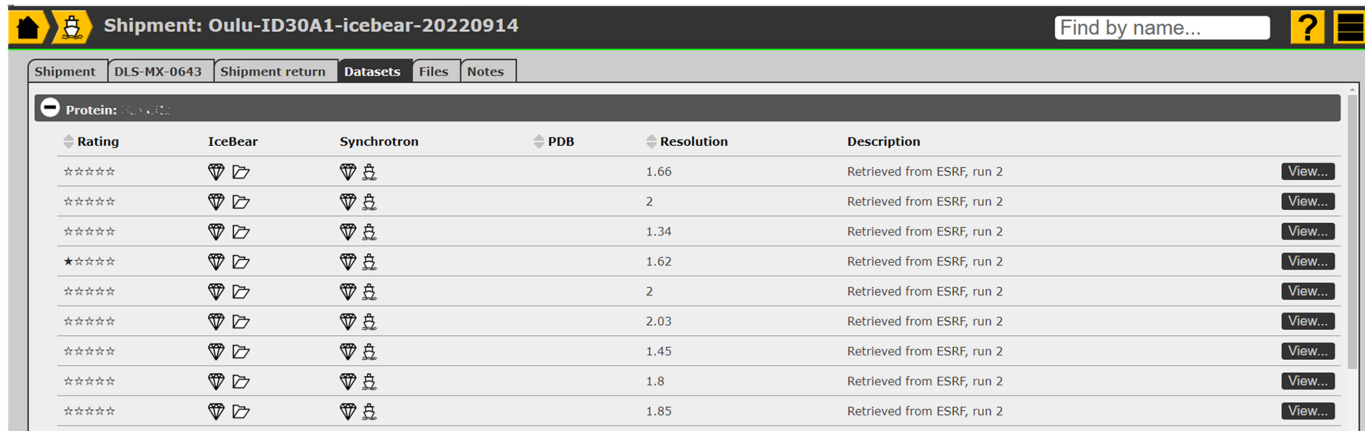 Shipment: Oulu-ID30A1-icebear-20220914 Find by name... ?
Shipment DLS-MX-0643 Shipment return Datasets Files Notes
Protein:
Rating IceBear Synchrotron PDB Resolution Description
☆☆☆☆☆ 1.66 Retrieved from ESRF, run 2 View...
☆☆☆☆☆ 2 Retrieved from ESRF, run 2 View...
☆☆☆☆☆ 1.34 Retrieved from ESRF, run 2 View...
★☆☆☆☆ 1.62 Retrieved from ESRF, run 2 View...
☆☆☆☆☆ 2 Retrieved from ESRF, run 2 View...
☆☆☆☆☆ 2.03 Retrieved from ESRF, run 2 View...
☆☆☆☆☆ 1.45 Retrieved from ESRF, run 2 View...
☆☆☆☆☆ 1.8 Retrieved from ESRF, run 2 View...
☆☆☆☆☆ 1.85 Retrieved from ESRF, run 2 View...